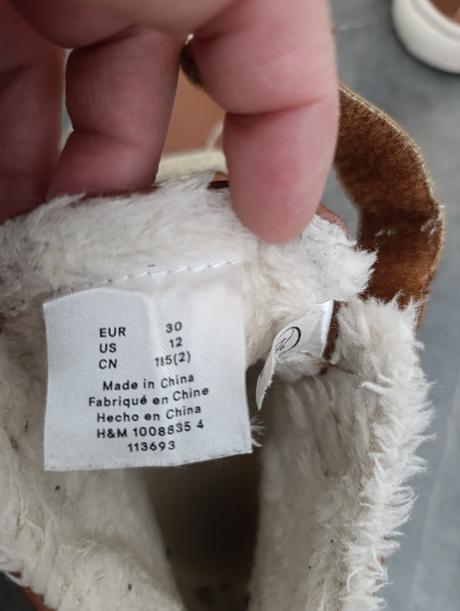 EUR 30
US 12
CN 185(2)
Made in China
Fabriqué en Chine
Hecho en China
H&M 1008835 4
113693